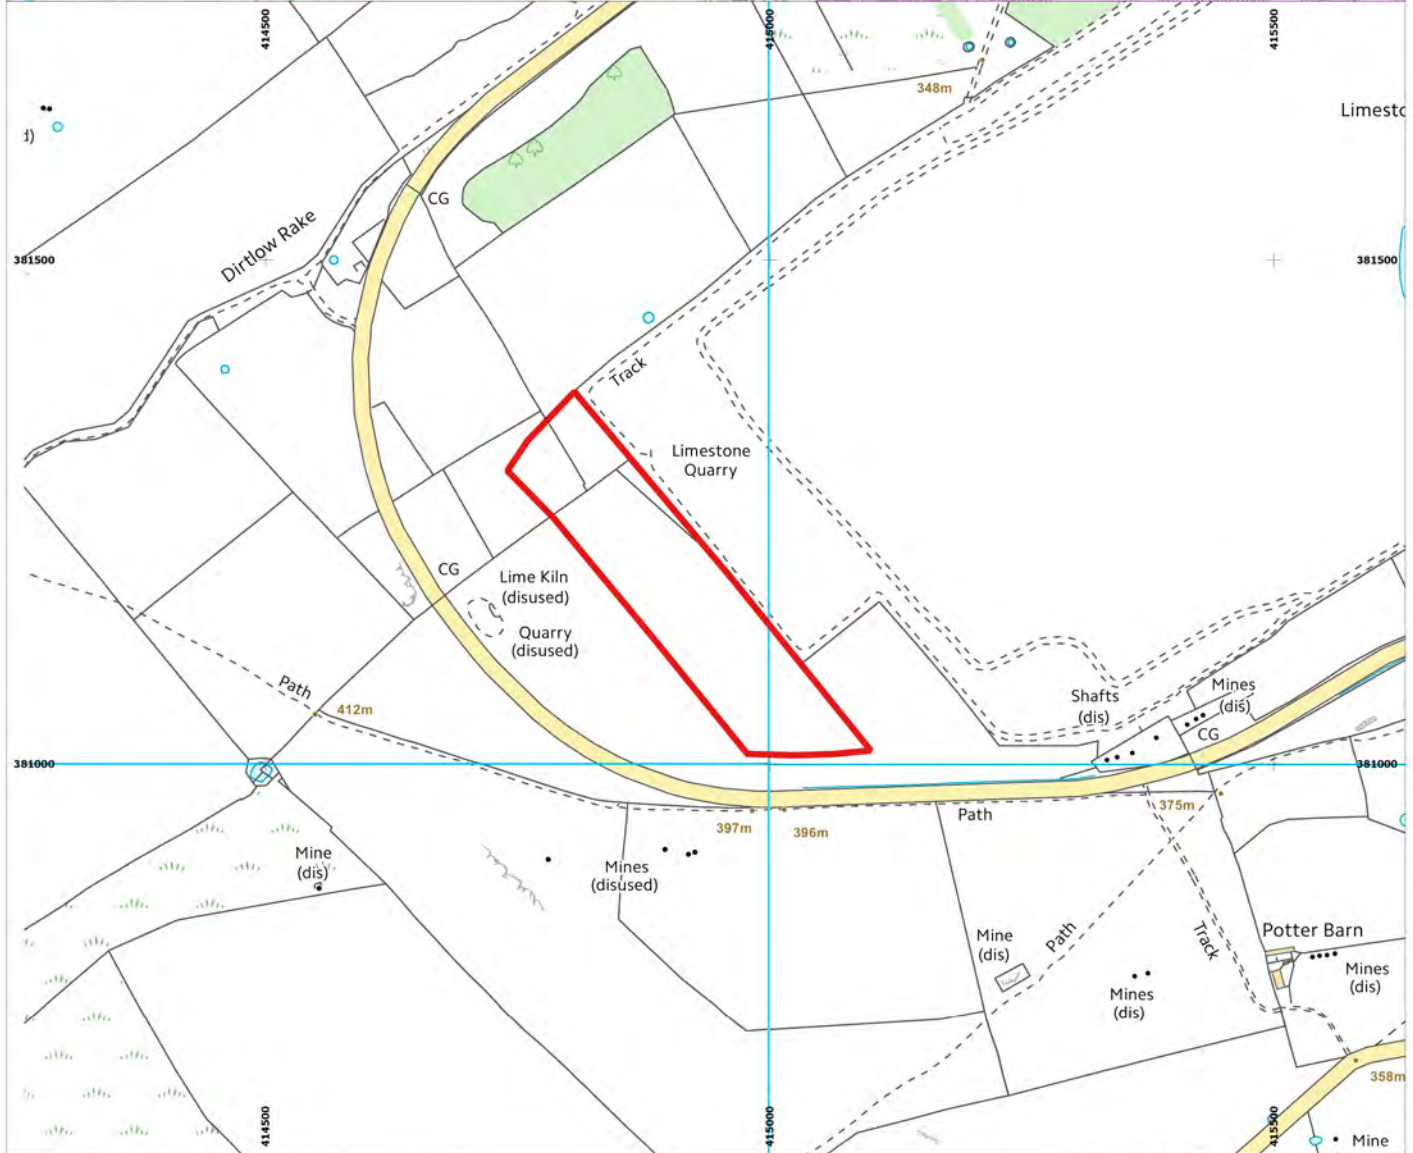 414500
415000
415500
348m
Limesto
d)
CG
Dirtlow Rake
381500
381500
Track
Limestone
Quarry
CG
Lime Kiln
(disused)
Quarry
(disused)
Path
412m
Shafts
(dis)
Mines
(dis)
CG
381000
381000
375m
397m
396m
Path
Mine
(dis)
Mines
(disused)
Mine
(dis)
Path
Track
Potter Barn
Mines
(dis)
Mines
(dis)
358m
414500
415000
415500
Mine